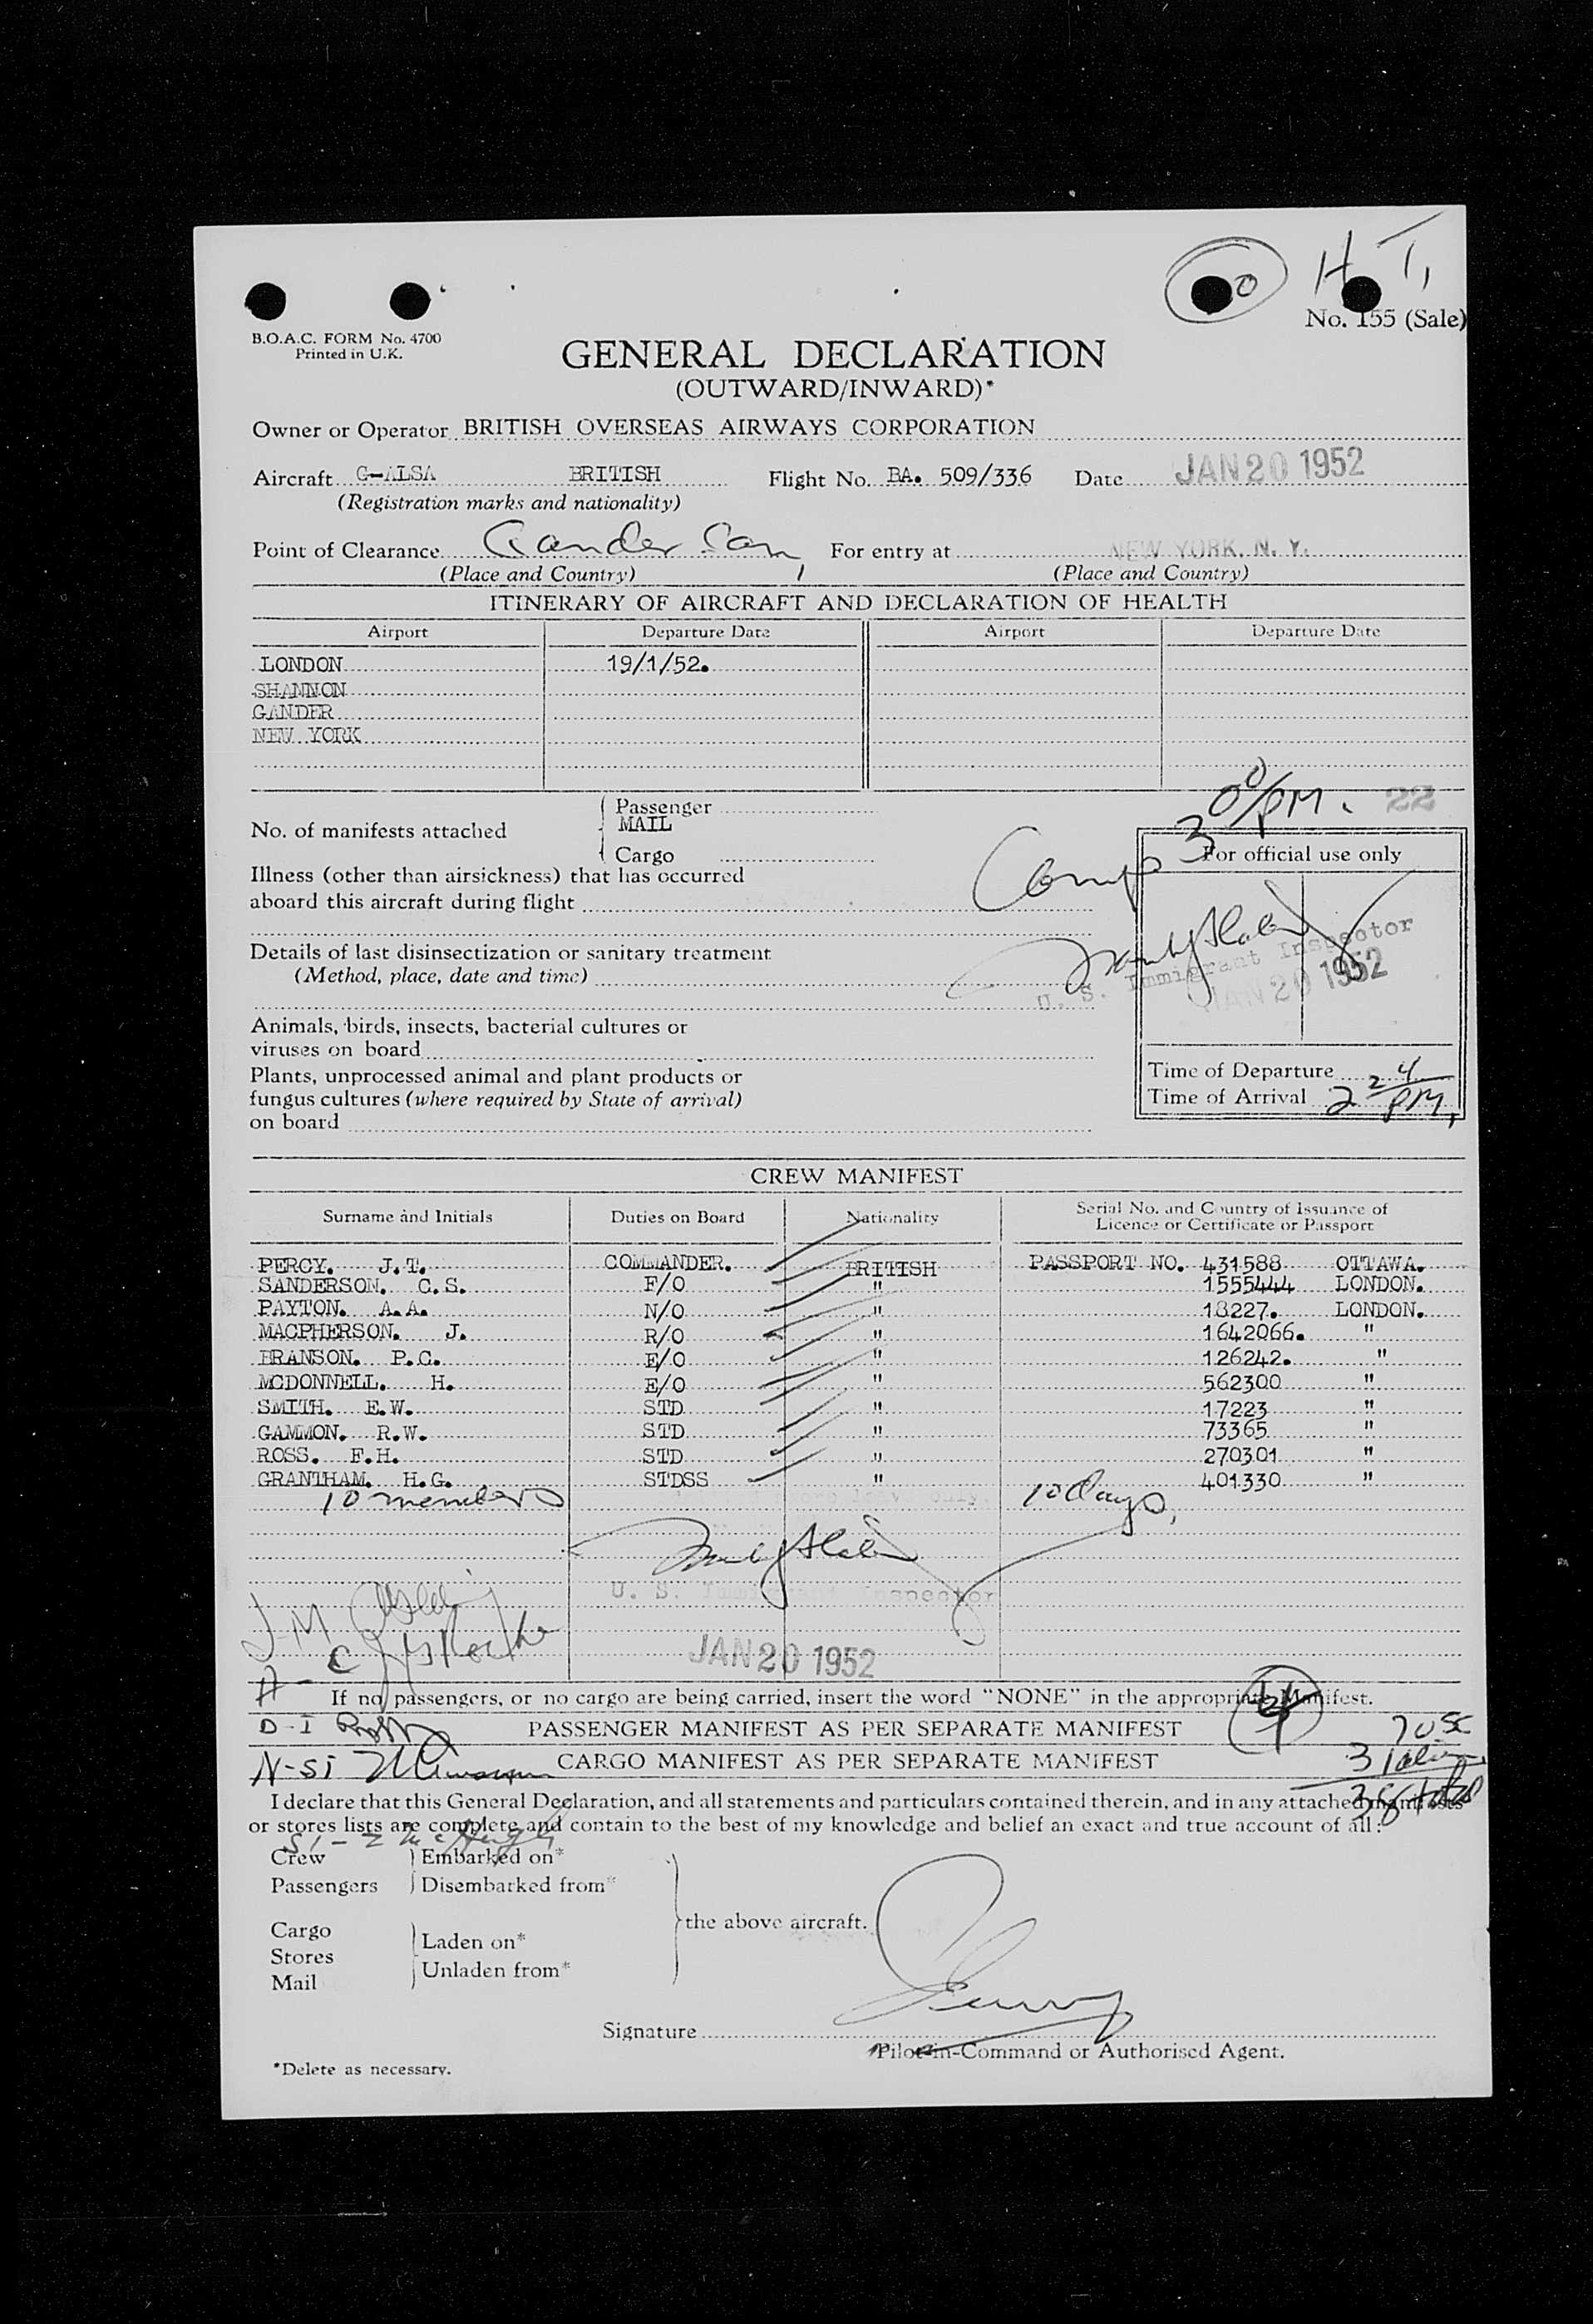 H T,
No. 155 (Sale)
B.O.A.C. FORM No. 4700
Printed in U.K.
GENERAL DECLARATION
(OUTWARD/INWARD)*
Owner or Operator BRITISH OVERSEAS AIRWAYS CORPORATION
Aircraft G-ALSA BRITISH Flight No. BA. 509/336 Date JAN 20 1952
(Registration marks and nationality)
Point of Clearance Gander Can, For entry at NEW YORK, N. Y.
(Place and Country) (Place and Country)
ITINERARY OF AIRCRAFT AND DECLARATION OF HEALTH
Airport Departure Date Airport Departure Date
LONDON 19/1/52.
SHANNON
GANDER
NEW YORK
3 00/PM. 22
Passenger
No. of manifests attached MAIL
Cargo
Comp For official use only
Illness (other than airsickness) that has occurred
aboard this aircraft during flight
Details of last disinsectization or sanitary treatment
(Method, place, date and time)
U. S. Immigrant Inspector
JAN 20 1952
Animals, birds, insects, bacterial cultures or
viruses on board
Plants, unprocessed animal and plant products or
fungus cultures (where required by State of arrival)
on board
Time of Departure
Time of Arrival 2 24/PM,
CREW MANIFEST
Surname and Initials Duties on Board Nationality Serial No. and Country of Issuance of
Licence or Certificate or Passport
PERCY. J.T. COMMANDER. BRITISH PASSPORT NO. 431588 OTTAWA.
SANDERSON. C.S. F/O " 1555444 LONDON.
PAYTON. A.A. N/O " 18227. LONDON.
MACPHERSON. J. R/O " 1642066. "
BRANSON. P.C. E/O " 126242. "
MCDONNELL. H. E/O " 562300 "
SMITH. E.W. STD " 17223 "
GAMMON. R.W. STD " 73365 "
ROSS. F.H. STD " 270301 "
GRANTHAM. H.G. STDSS " 401330 "
10 members 10 Days,
U. S. Immigrant Inspector
JAN 20 1952
If no passengers, or no cargo are being carried, insert the word "NONE" in the appropriate Manifest.
D-I PASSENGER MANIFEST AS PER SEPARATE MANIFEST
N-SI CARGO MANIFEST AS PER SEPARATE MANIFEST
I declare that this General Declaration, and all statements and particulars contained therein, and in any attached manifests
or stores lists are complete and contain to the best of my knowledge and belief an exact and true account of all:
Crew Embarked on*
Passengers Disembarked from*
the above aircraft.
Cargo Laden on*
Stores
Mail Unladen from*
Signature
Pilot-in-Command or Authorised Agent.
*Delete as necessary.